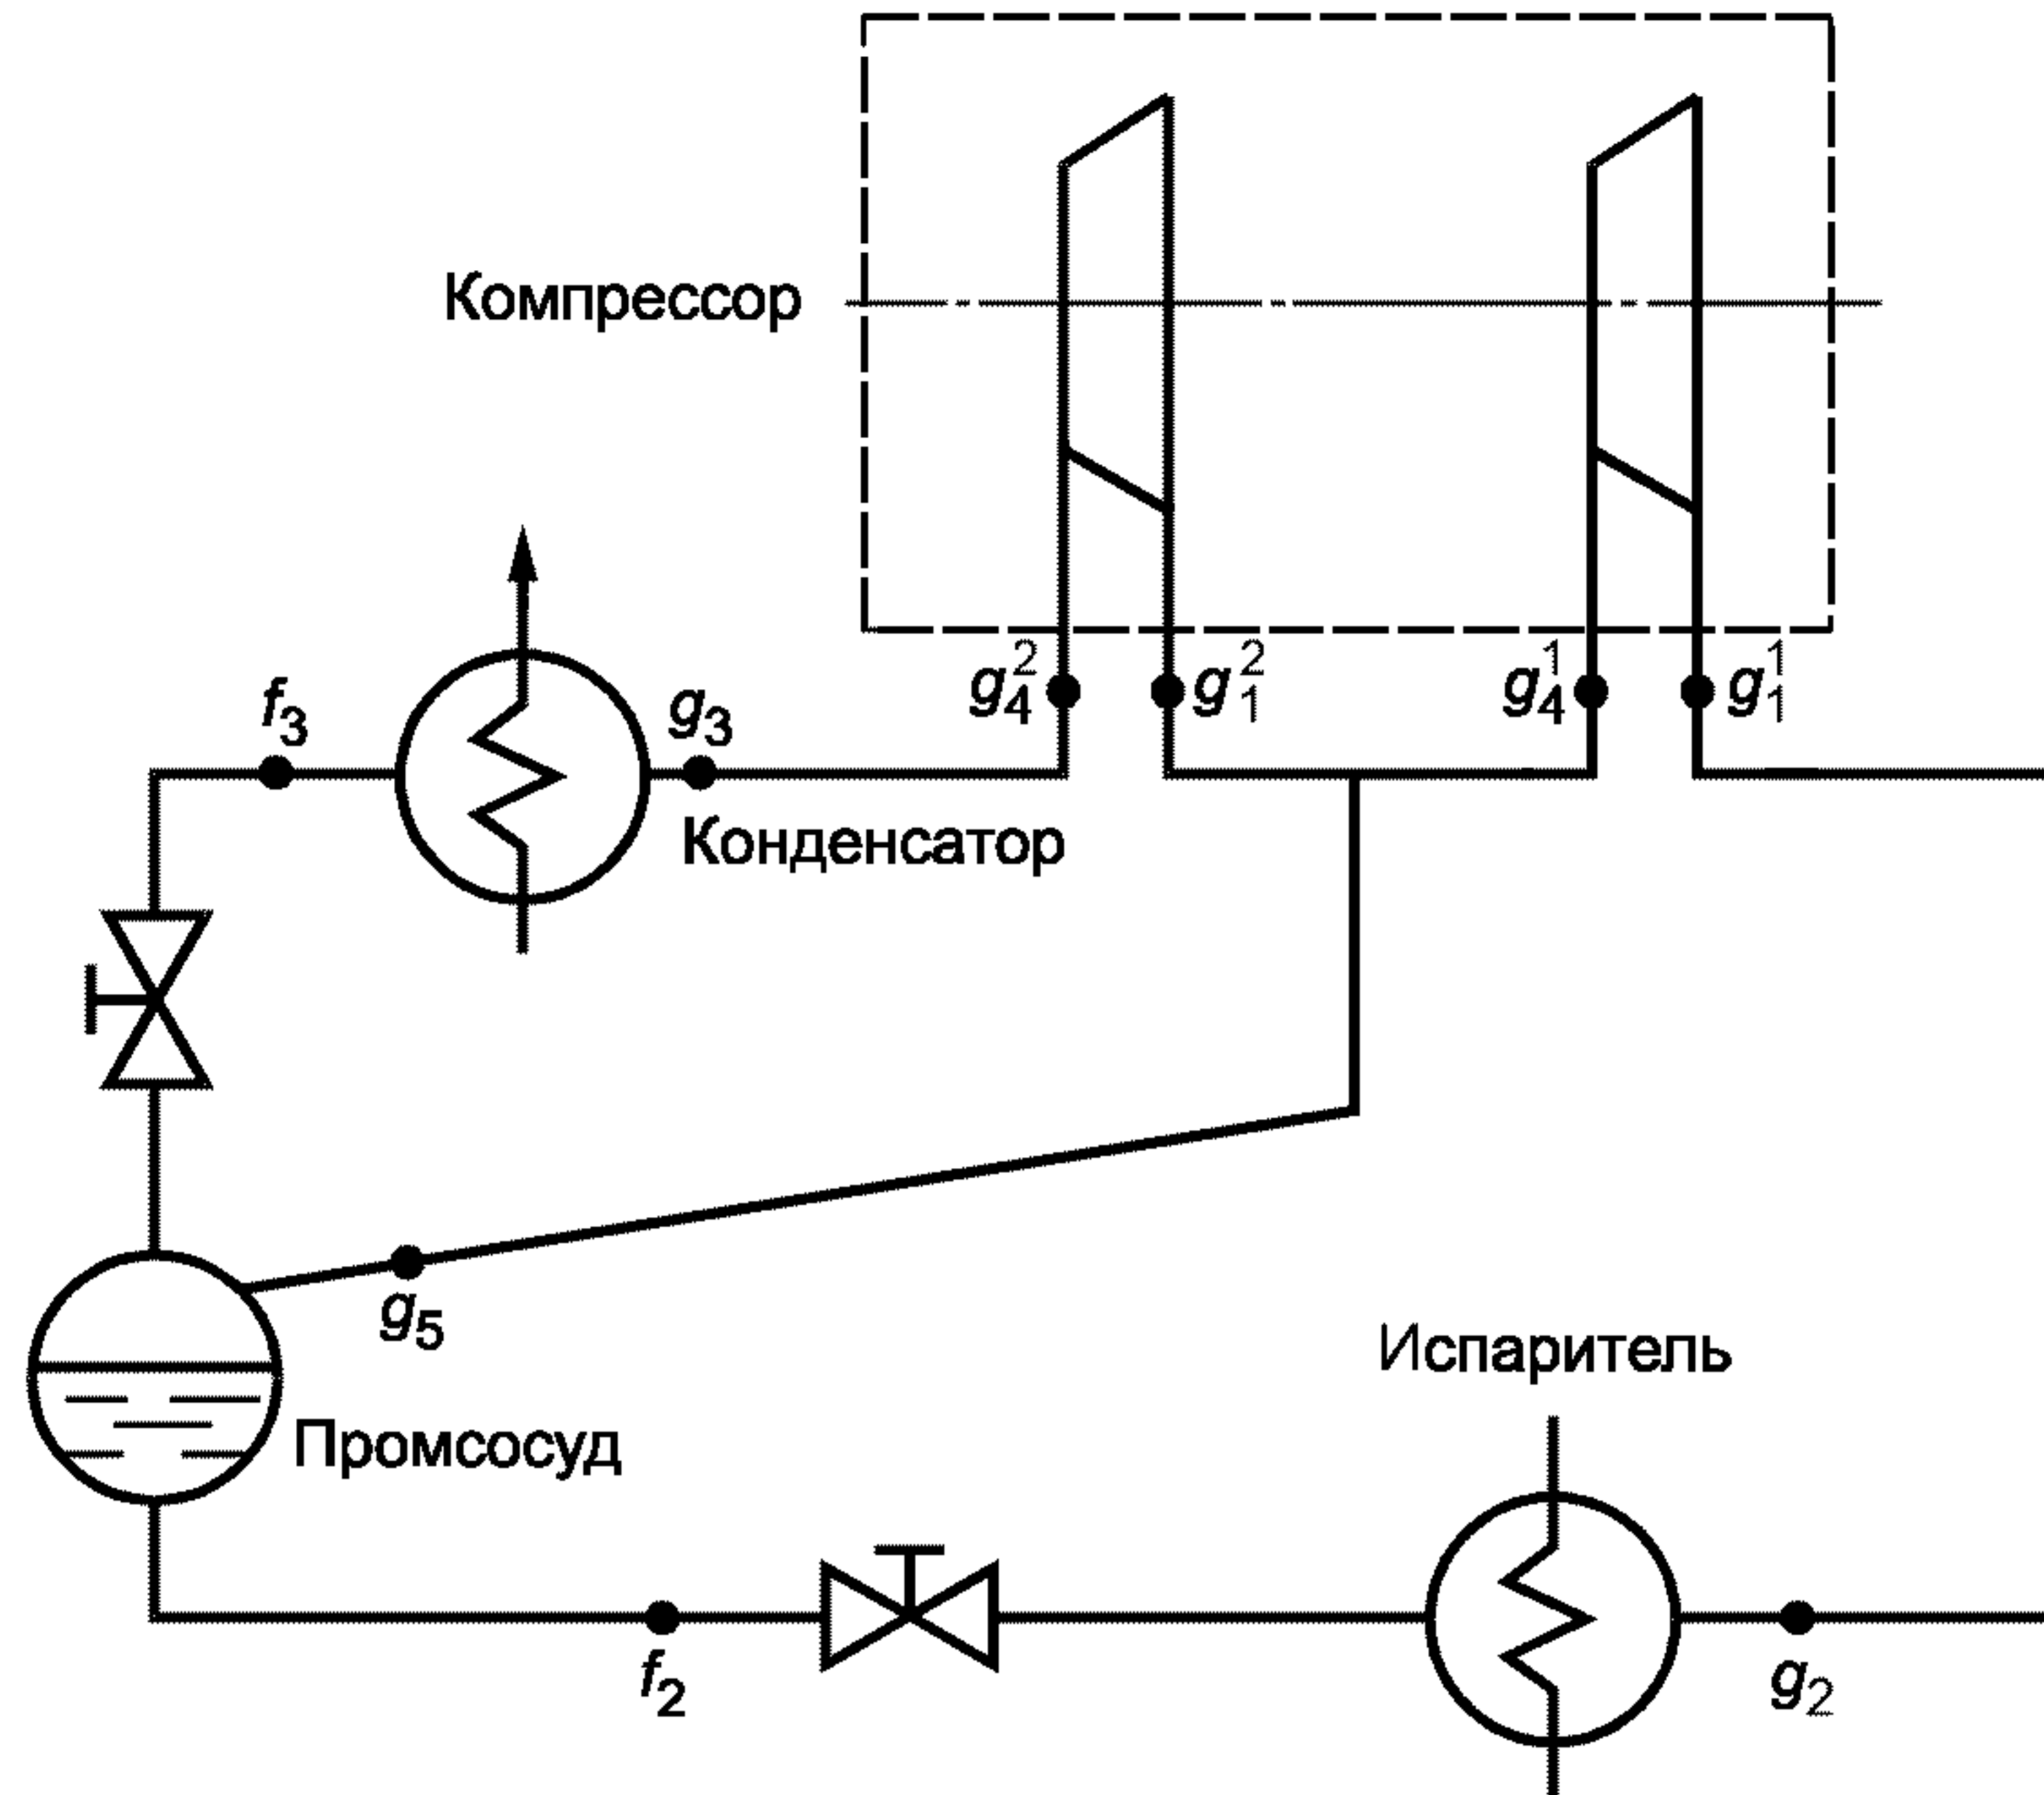 Компрессор
g₄² g₁² g₄¹ g₁¹
f₃ g₃
Конденсатор
g₅
Испаритель
Промсосуд
f₂ g₂